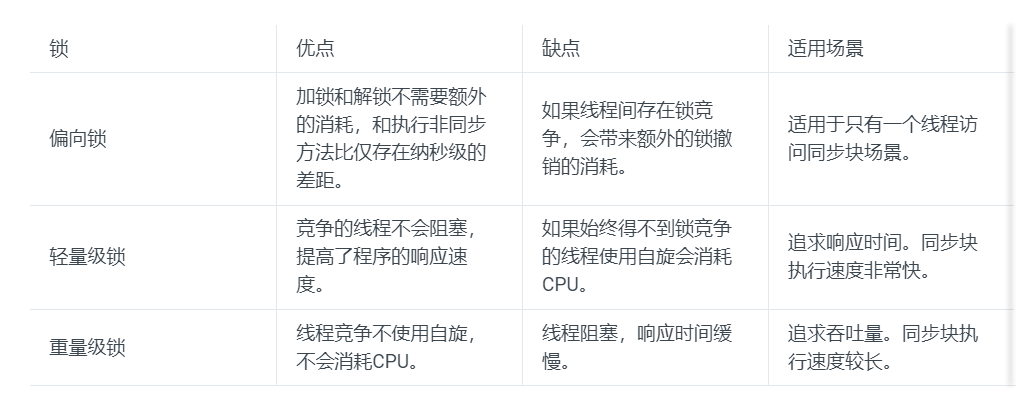 锁
优点
缺点
适用场景
偏向锁
加锁和解锁不需要额外
的消耗，和执行非同步
方法比仅存在纳秒级的
差距。
如果线程间存在锁竞
争，会带来额外的锁撤
销的消耗。
适用于只有一个线程访
问同步块场景。
轻量级锁
竞争的线程不会阻塞，
提高了程序的响应速
度。
如果始终得不到锁竞争
的线程使用自旋会消耗
CPU。
追求响应时间。同步块
执行速度非常快。
重量级锁
线程竞争不使用自旋，
不会消耗CPU。
线程阻塞，响应时间缓
慢。
追求吞吐量。同步块执
行速度较长。